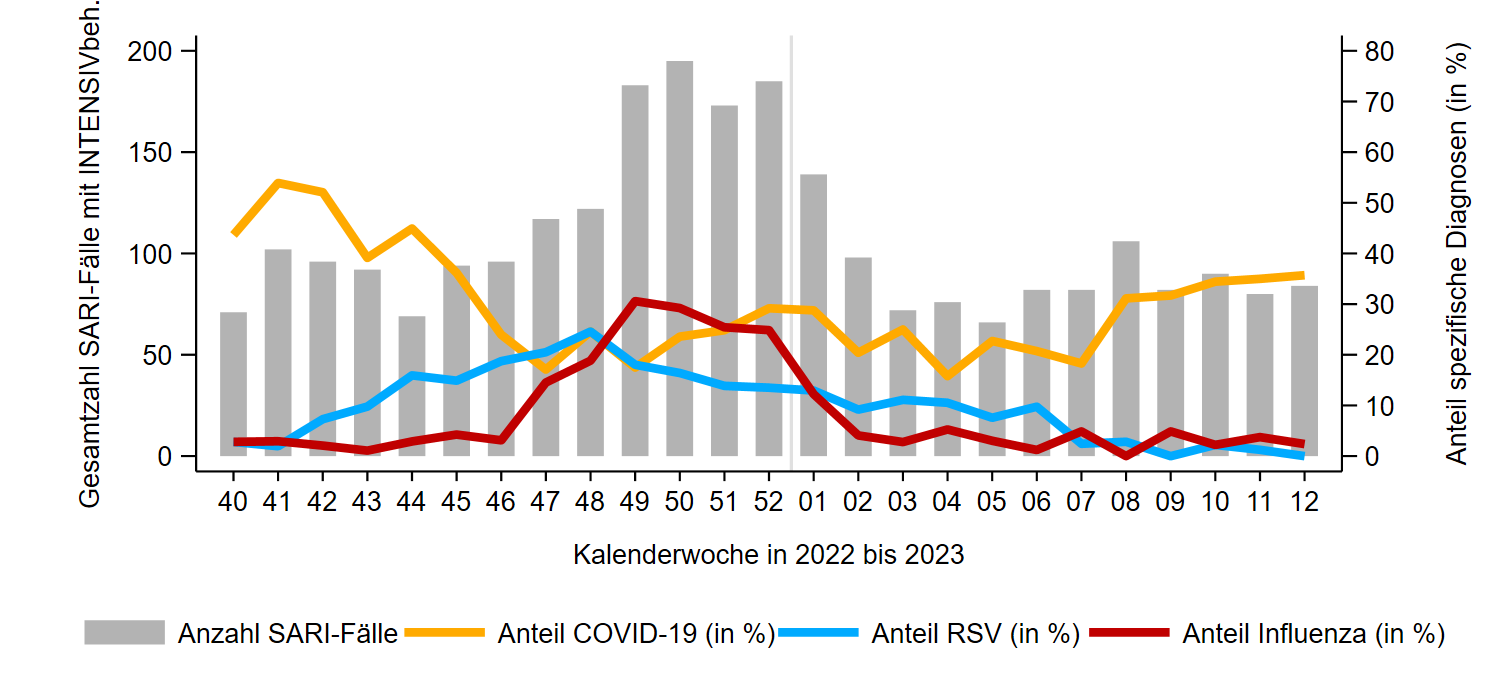 Gesamtzahl SARI-Fälle mit INTENSIVbeh.
200
150
100
50
0
80
70
60
50
40
30
20
10
0
Anteil spezifische Diagnosen (in %)
40 41 42 43 44 45 46 47 48 49 50 51 52 01 02 03 04 05 06 07 08 09 10 11 12
Kalenderwoche in 2022 bis 2023
Anzahl SARI-Fälle Anteil COVID-19 (in %) Anteil RSV (in %) Anteil Influenza (in %)